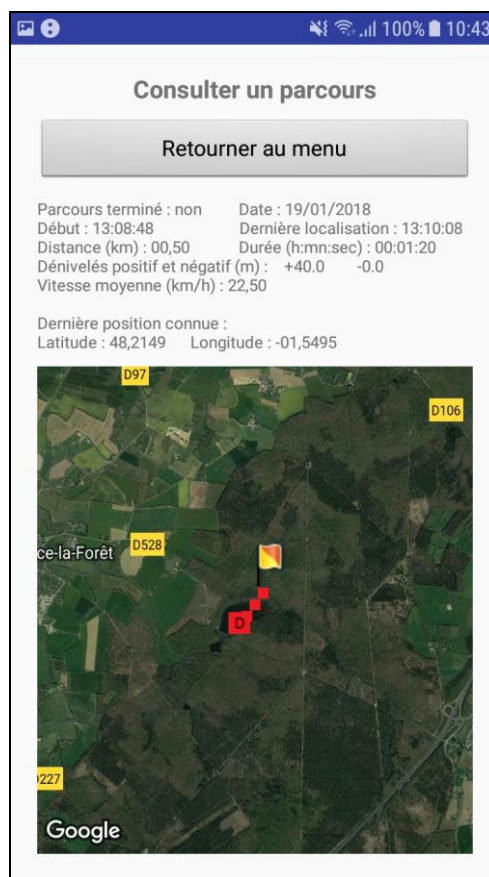 100% 10:43
Consulter un parcours
Retourner au menu
Parcours terminé : non Date : 19/01/2018
Début : 13:08:48 Dernière localisation : 13:10:08
Distance (km) : 00,50 Durée (h:mn:sec) : 00:01:20
Dénivelés positif et négatif (m) : +40.0 -0.0
Vitesse moyenne (km/h) : 22,50
Dernière position connue :
Latitude : 48,2149 Longitude : -01,5495
D97
D106
D528
ce-la-Forêt
D
D227
Google